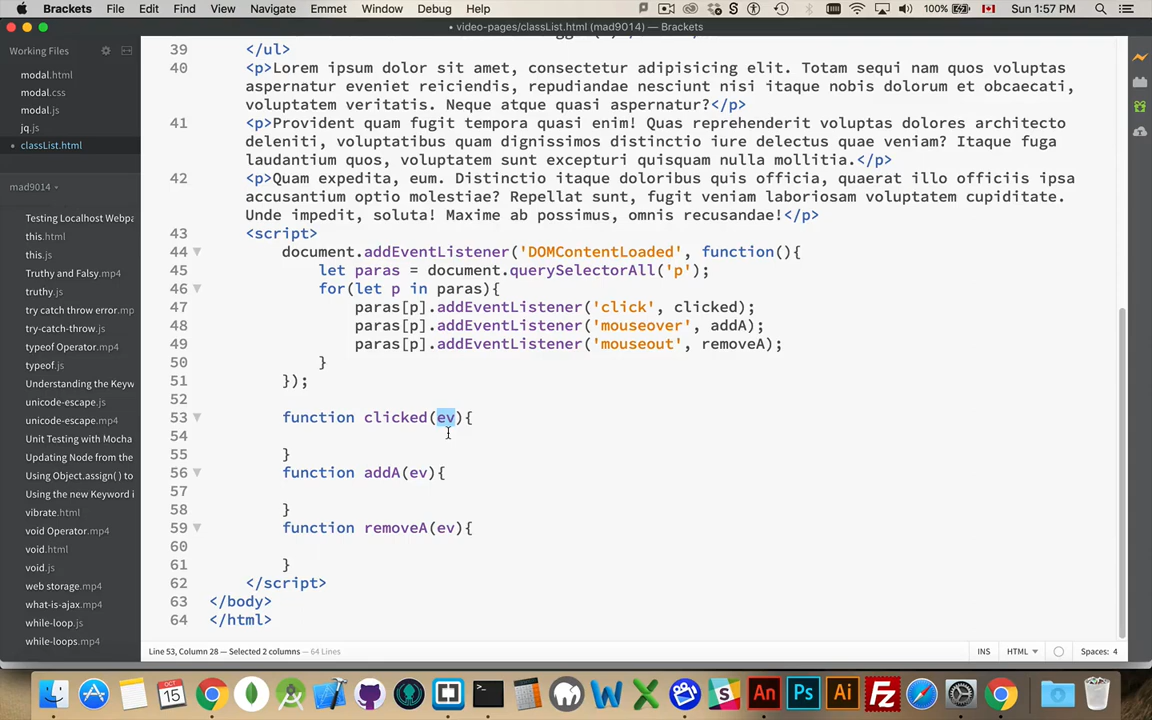 Brackets File Edit Find View Navigate Emmet Window Debug Help 100% Sun 1:57 PM
• video-pages/classList.html (mad9014) — Brackets
Working Files
modal.html
modal.css
modal.js
jq.js
• classList.html
mad9014
Testing Localhost Webpa
this.html
this.js
Truthy and Falsy.mp4
truthy.js
try catch throw error.mp
try-catch-throw.js
typeof Operator.mp4
typeof.js
Understanding the Keyw
unicode-escape.js
unicode-escape.mp4
Unit Testing with Mocha
Updating Node from the
Using Object.assign( ) to
Using the new Keyword i
vibrate.html
void Operator.mp4
void.html
void.js
web storage.mp4
what-is-ajax.mp4
while-loop.js
while-loops.mp4
39 </ul>
40 <p>Lorem ipsum dolor sit amet, consectetur adipisicing elit. Totam sequi nam quos voluptas
aspernatur eveniet reiciendis, repudiandae nesciunt nisi itaque nobis dolorum et obcaecati,
voluptatem veritatis. Neque atque quasi aspernatur?</p>
41 <p>Provident quam fugit tempora quasi enim! Quas reprehenderit voluptas dolores architecto
deleniti, voluptatibus quam dignissimos distinctio iure delectus quae veniam? Itaque fuga
laudantium quos, voluptatem sunt excepturi quisquam nulla mollitia.</p>
42 <p>Quam expedita, eum. Distinctio itaque doloribus quis officia, quaerat illo officiis ipsa
accusantium optio molestiae? Repellat sunt, fugit veniam laboriosam voluptatem cupiditate.
Unde impedit, soluta! Maxime ab possimus, omnis recusandae!</p>
43 <script>
44 document.addEventListener('DOMContentLoaded', function(){
45 let paras = document.querySelectorAll('p');
46 for(let p in paras){
47 paras[p].addEventListener('click', clicked);
48 paras[p].addEventListener('mouseover', addA);
49 paras[p].addEventListener('mouseout', removeA);
50 }
51 });
52
53 function clicked(ev){
54
55 }
56 function addA(ev){
57
58 }
59 function removeA(ev){
60
61 }
62 </script>
63 </body>
64 </html>
Line 53, Column 28 — Selected 2 columns — 64 Lines INS HTML Spaces: 4
OCT
15
W X S An Ps Ai Fz